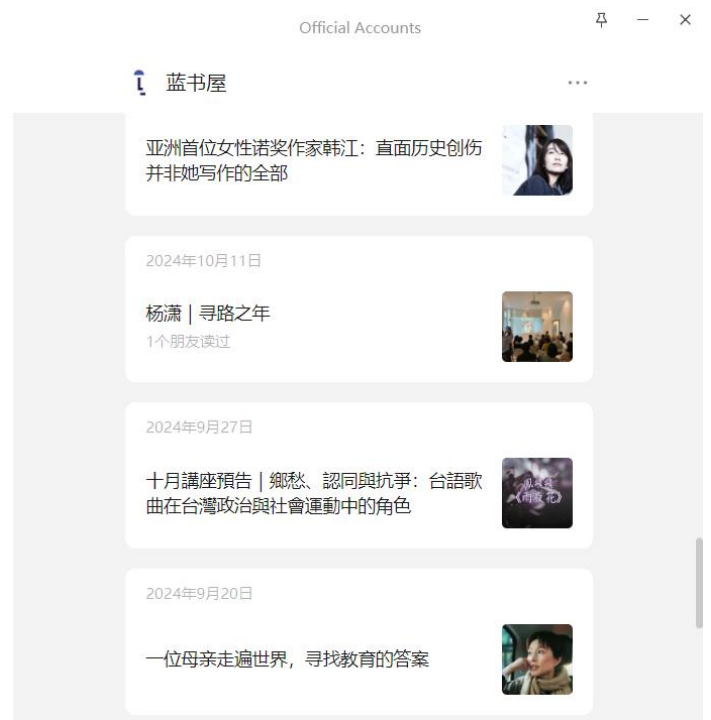 Official Accounts
蓝书屋
亚洲首位女性诺奖作家韩江：直面历史创伤
并非她写作的全部
2024年10月11日
杨潇 | 寻路之年
1个朋友读过
2024年9月27日
十月講座預告 | 鄉愁、認同與抗爭：台語歌
曲在台灣政治與社會運動中的角色
《雨夜花》
2024年9月20日
一位母亲走遍世界，寻找教育的答案